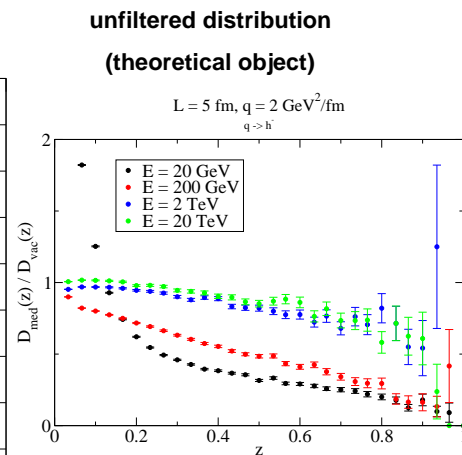 unfiltered distribution
(theoretical object)
L = 5 fm, q = 2 GeV²/fm
q -> h⁻
E = 20 GeV
E = 200 GeV
E = 2 TeV
E = 20 TeV
D_med(z) / D_vac(z)
2
1
0
0 0.2 0.4 0.6 0.8 1
z